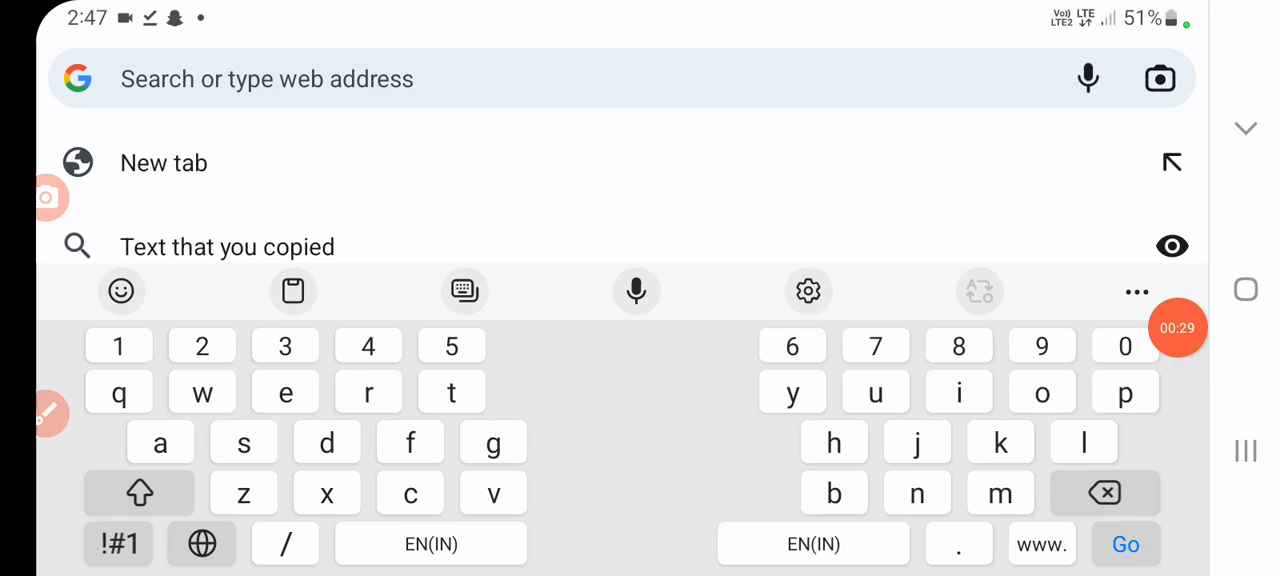 2:47 VoLTE2 LTE 51%
Search or type web address
New tab
Text that you copied
00:29
1 2 3 4 5 6 7 8 9 0
q w e r t y u i o p
a s d f g h j k l
z x c v b n m
!#1 / EN(IN) EN(IN) . www. Go